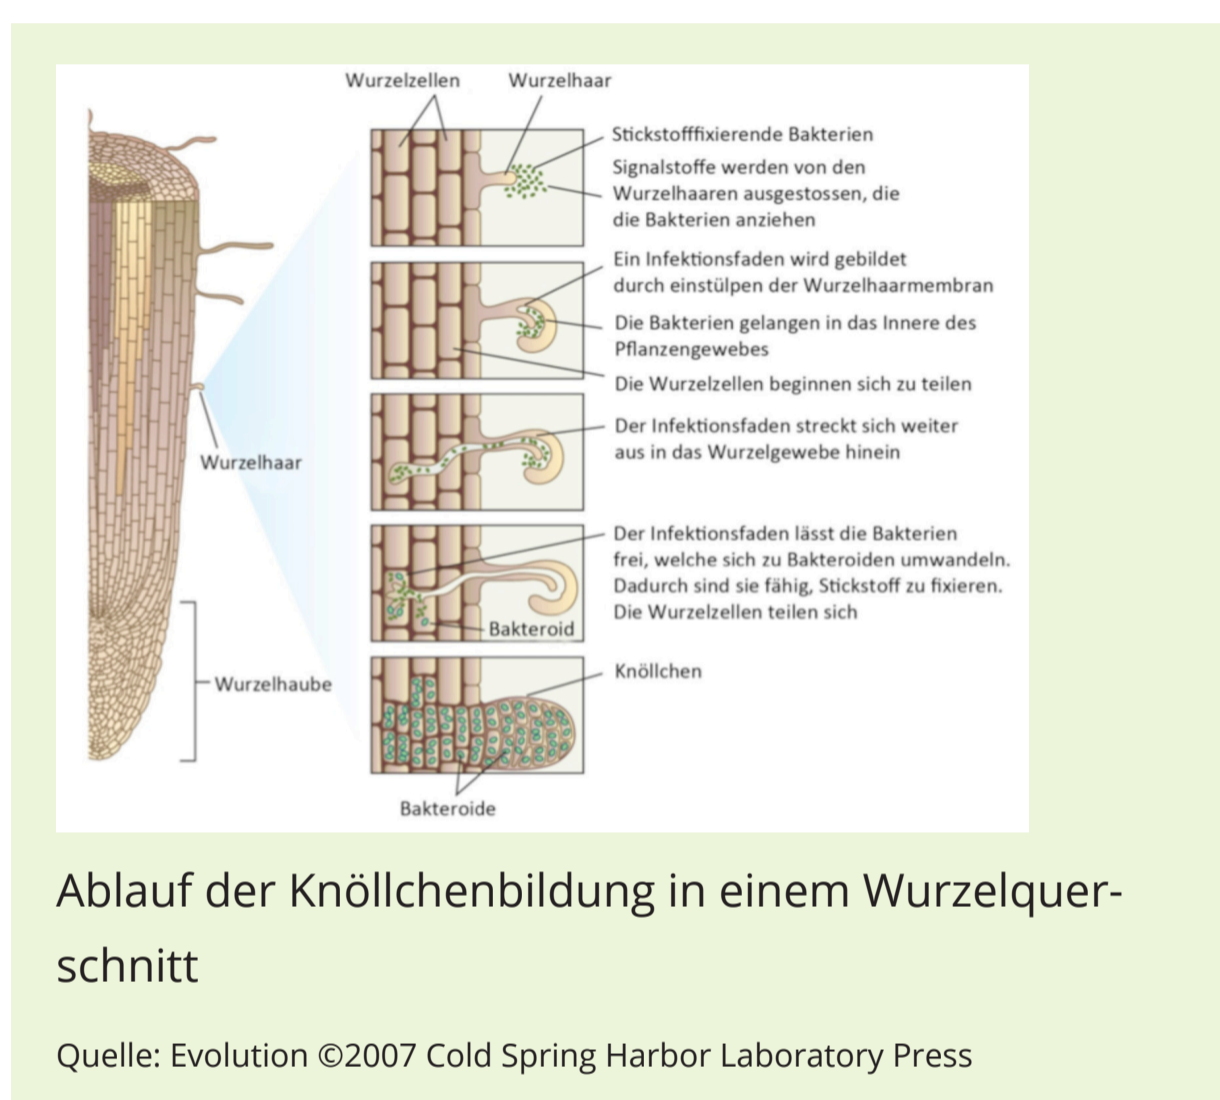 Wurzelzellen
Wurzelhaar
Stickstofffixierende Bakterien
Signalstoffe werden von den
Wurzelhaaren ausgestossen, die
die Bakterien anziehen
Ein Infektionsfaden wird gebildet
durch einstülpen der Wurzelhaarmembran
Die Bakterien gelangen in das Innere des
Pflanzengewebes
Die Wurzelzellen beginnen sich zu teilen
Der Infektionsfaden streckt sich weiter
aus in das Wurzelgewebe hinein
Wurzelhaar
Der Infektionsfaden lässt die Bakterien
frei, welche sich zu Bakteroiden umwandeln.
Dadurch sind sie fähig, Stickstoff zu fixieren.
Die Wurzelzellen teilen sich
Bakteroid
Knöllchen
Wurzelhaube
Bakteroide
Ablauf der Knöllchenbildung in einem Wurzelquer-
schnitt
Quelle: Evolution ©2007 Cold Spring Harbor Laboratory Press